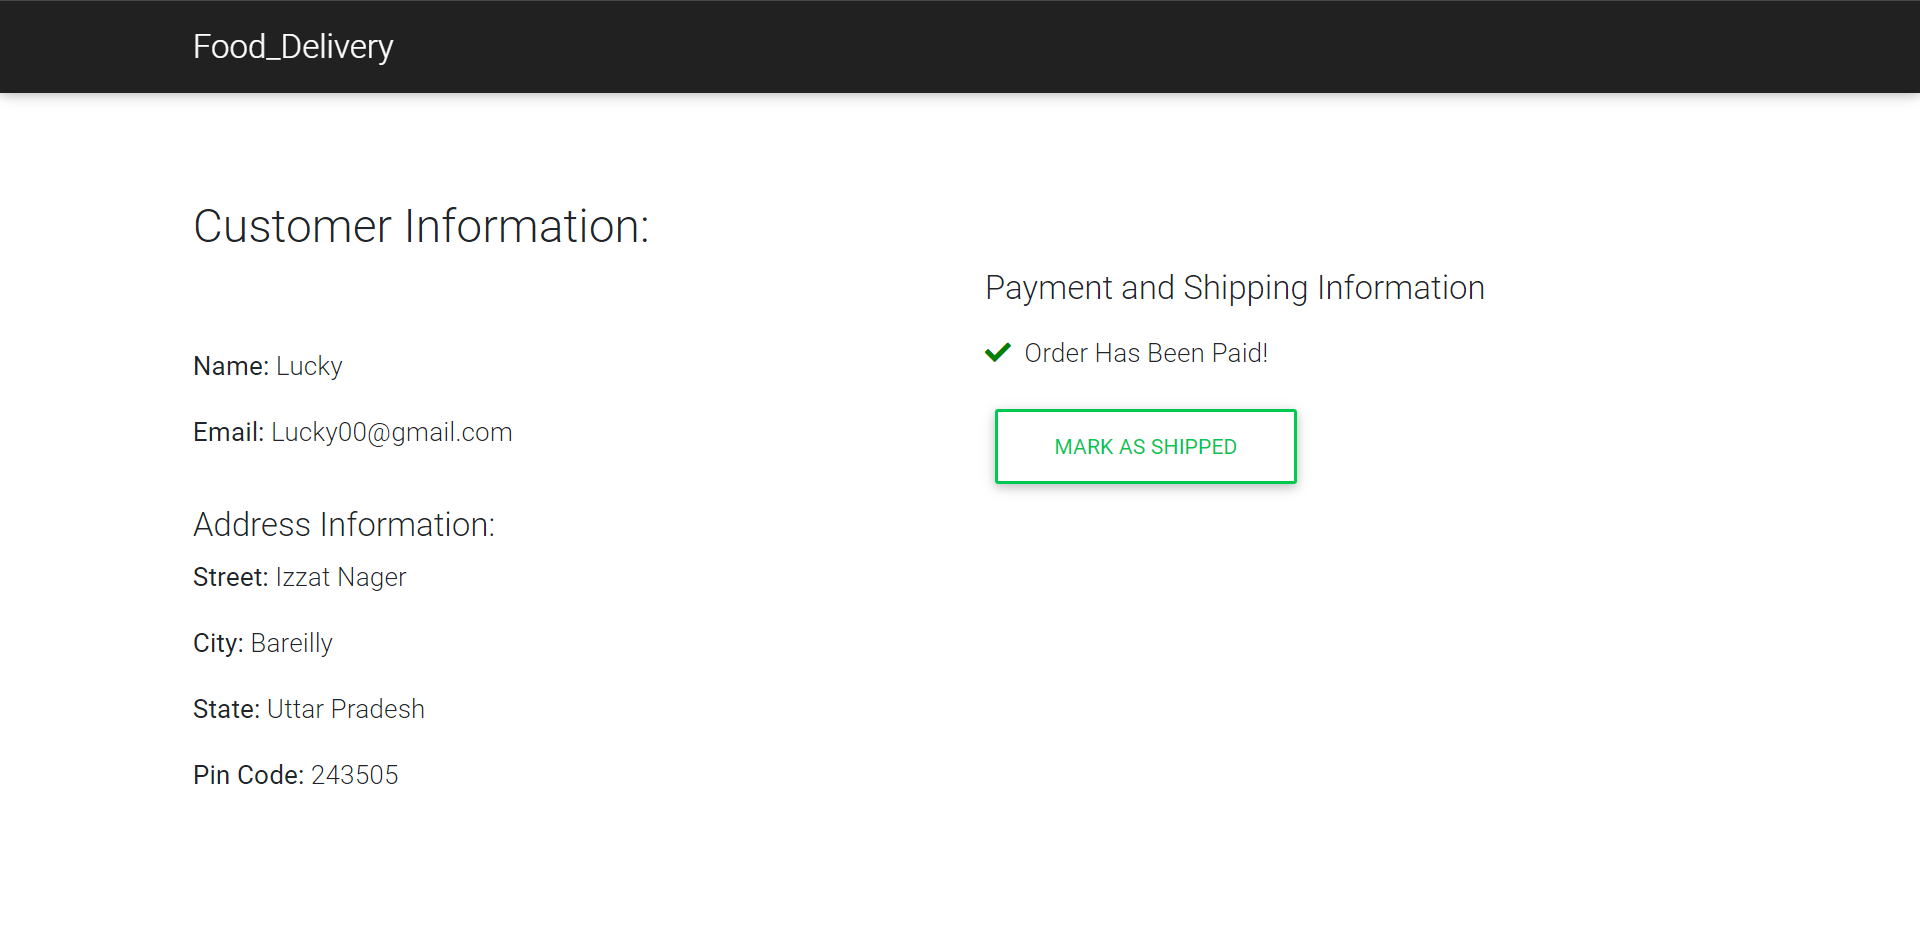 Food_Delivery
Customer Information:
Name: Lucky
Email: Lucky00@gmail.com
Address Information:
Street: Izzat Nager
City: Bareilly
State: Uttar Pradesh
Pin Code: 243505
Payment and Shipping Information
Order Has Been Paid!
MARK AS SHIPPED